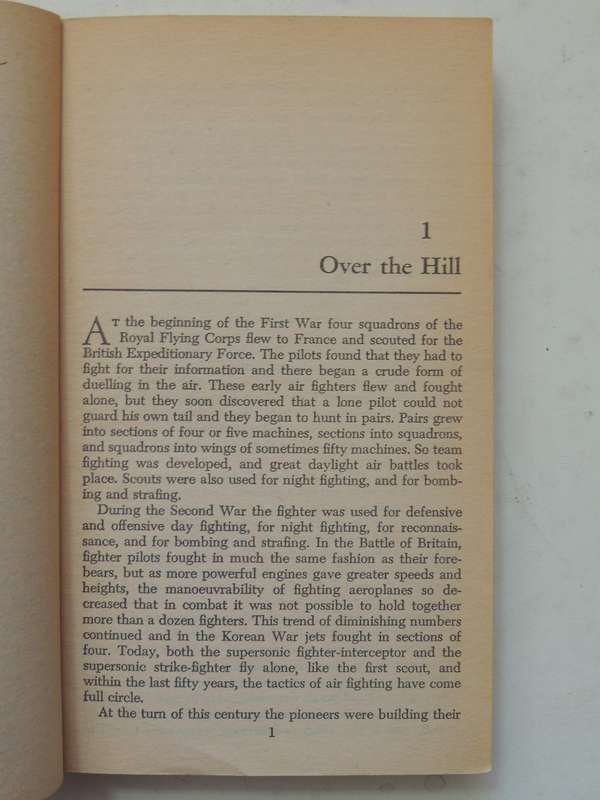 1
Over the Hill
At the beginning of the First War four squadrons of the
Royal Flying Corps flew to France and scouted for the
British Expeditionary Force. The pilots found that they had to
fight for their information and there began a crude form of
duelling in the air. These early air fighters flew and fought
alone, but they soon discovered that a lone pilot could not
guard his own tail and they began to hunt in pairs. Pairs grew
into sections of four or five machines, sections into squadrons,
and squadrons into wings of sometimes fifty machines. So team
fighting was developed, and great daylight air battles took
place. Scouts were also used for night fighting, and for bomb-
ing and strafing.
During the Second War the fighter was used for defensive
and offensive day fighting, for night fighting, for reconnais-
sance, and for bombing and strafing. In the Battle of Britain,
fighter pilots fought in much the same fashion as their fore-
bears, but as more powerful engines gave greater speeds and
heights, the manoeuvrability of fighting aeroplanes so de-
creased that in combat it was not possible to hold together
more than a dozen fighters. This trend of diminishing numbers
continued and in the Korean War jets fought in sections of
four. Today, both the supersonic fighter-interceptor and the
supersonic strike-fighter fly alone, like the first scout, and
within the last fifty years, the tactics of air fighting have come
full circle.
At the turn of this century the pioneers were building their
1